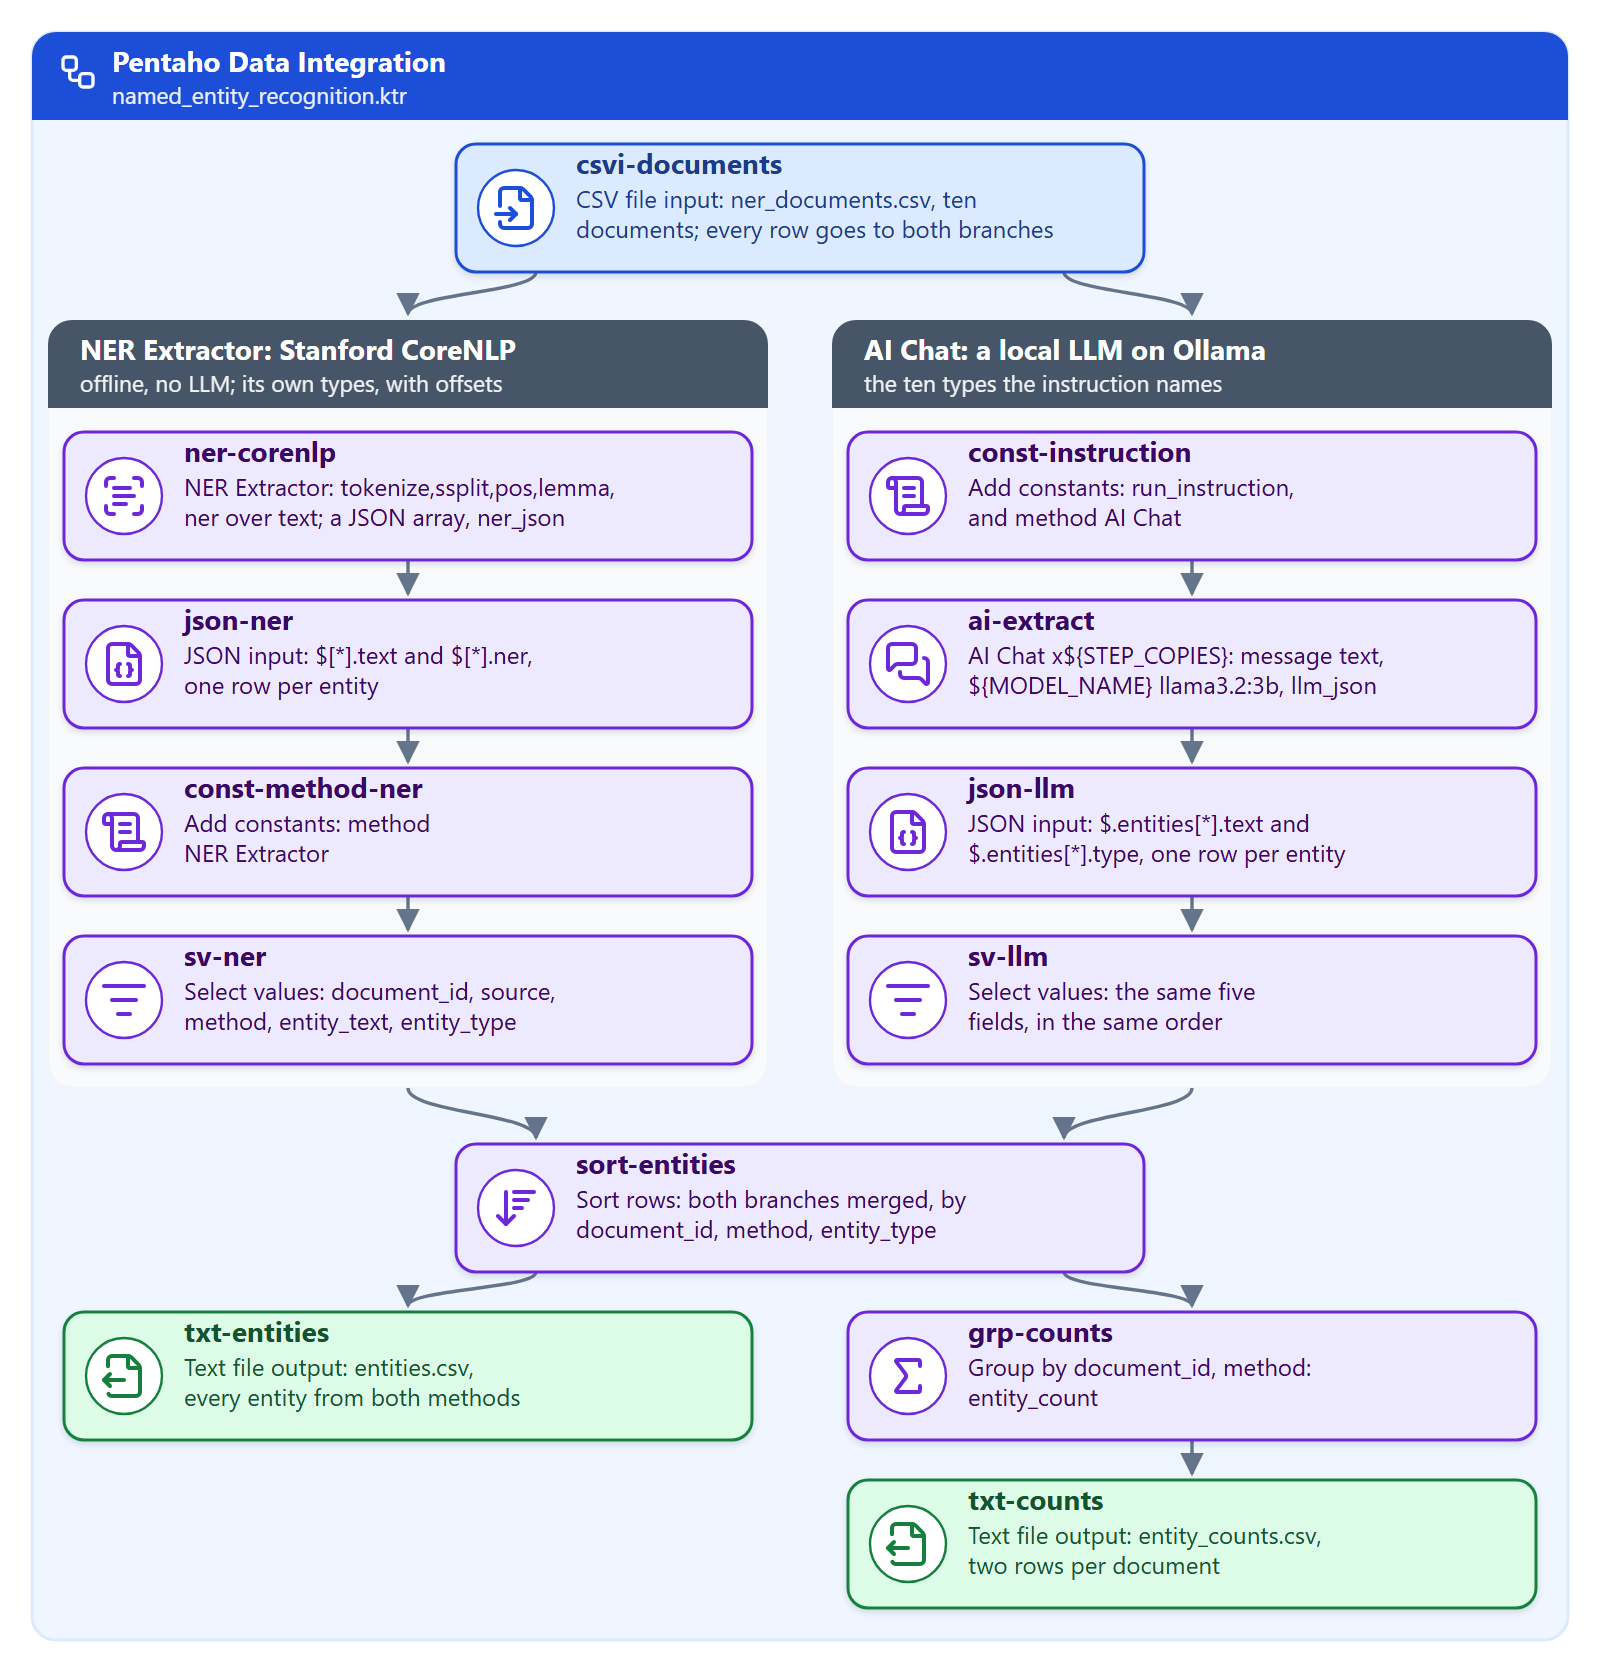 Pentaho Data Integration
named_entity_recognition.ktr
csvi-documents
CSV file input: ner_documents.csv, ten
documents; every row goes to both branches
NER Extractor: Stanford CoreNLP
offline, no LLM; its own types, with offsets
ner-corenlp
NER Extractor: tokenize,ssplit,pos,lemma,
ner over text; a JSON array, ner_json
json-ner
JSON input: $[*].text and $[*].ner,
one row per entity
const-method-ner
Add constants: method
NER Extractor
sv-ner
Select values: document_id, source,
method, entity_text, entity_type
AI Chat: a local LLM on Ollama
the ten types the instruction names
const-instruction
Add constants: run_instruction,
and method AI Chat
ai-extract
AI Chat x${STEP_COPIES}: message text,
${MODEL_NAME} llama3.2:3b, llm_json
json-llm
JSON input: $.entities[*].text and
$.entities[*].type, one row per entity
sv-llm
Select values: the same five
fields, in the same order
sort-entities
Sort rows: both branches merged, by
document_id, method, entity_type
txt-entities
Text file output: entities.csv,
every entity from both methods
grp-counts
Group by document_id, method:
entity_count
txt-counts
Text file output: entity_counts.csv,
two rows per document